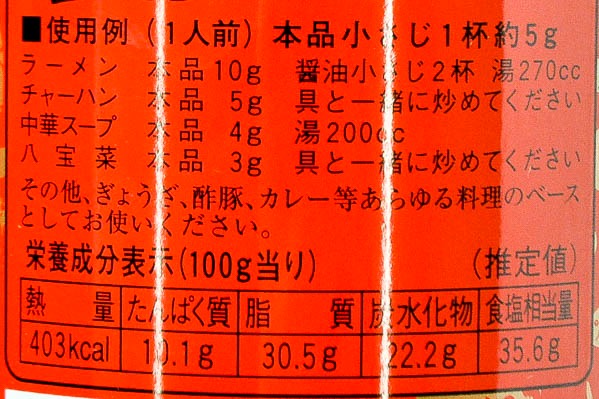 ■使用例(1人前)本品小さじ1杯約5g
ラーメン 本品10g 醤油小さじ2杯 湯270cc
チャーハン 本品 5g 具と一緒に炒めてください
中華スープ 本品 4g 湯200cc
八宝菜 本品 3g 具と一緒に炒めてください
その他、ぎょうざ、酢豚、カレー等あらゆる料理のベース
としてお使いください。
栄養成分表示(100g当り) (推定値)
熱量 たんぱく質 脂質 炭水化物 食塩相当量
403kcal 10.1g 30.5g 22.2g 35.6g